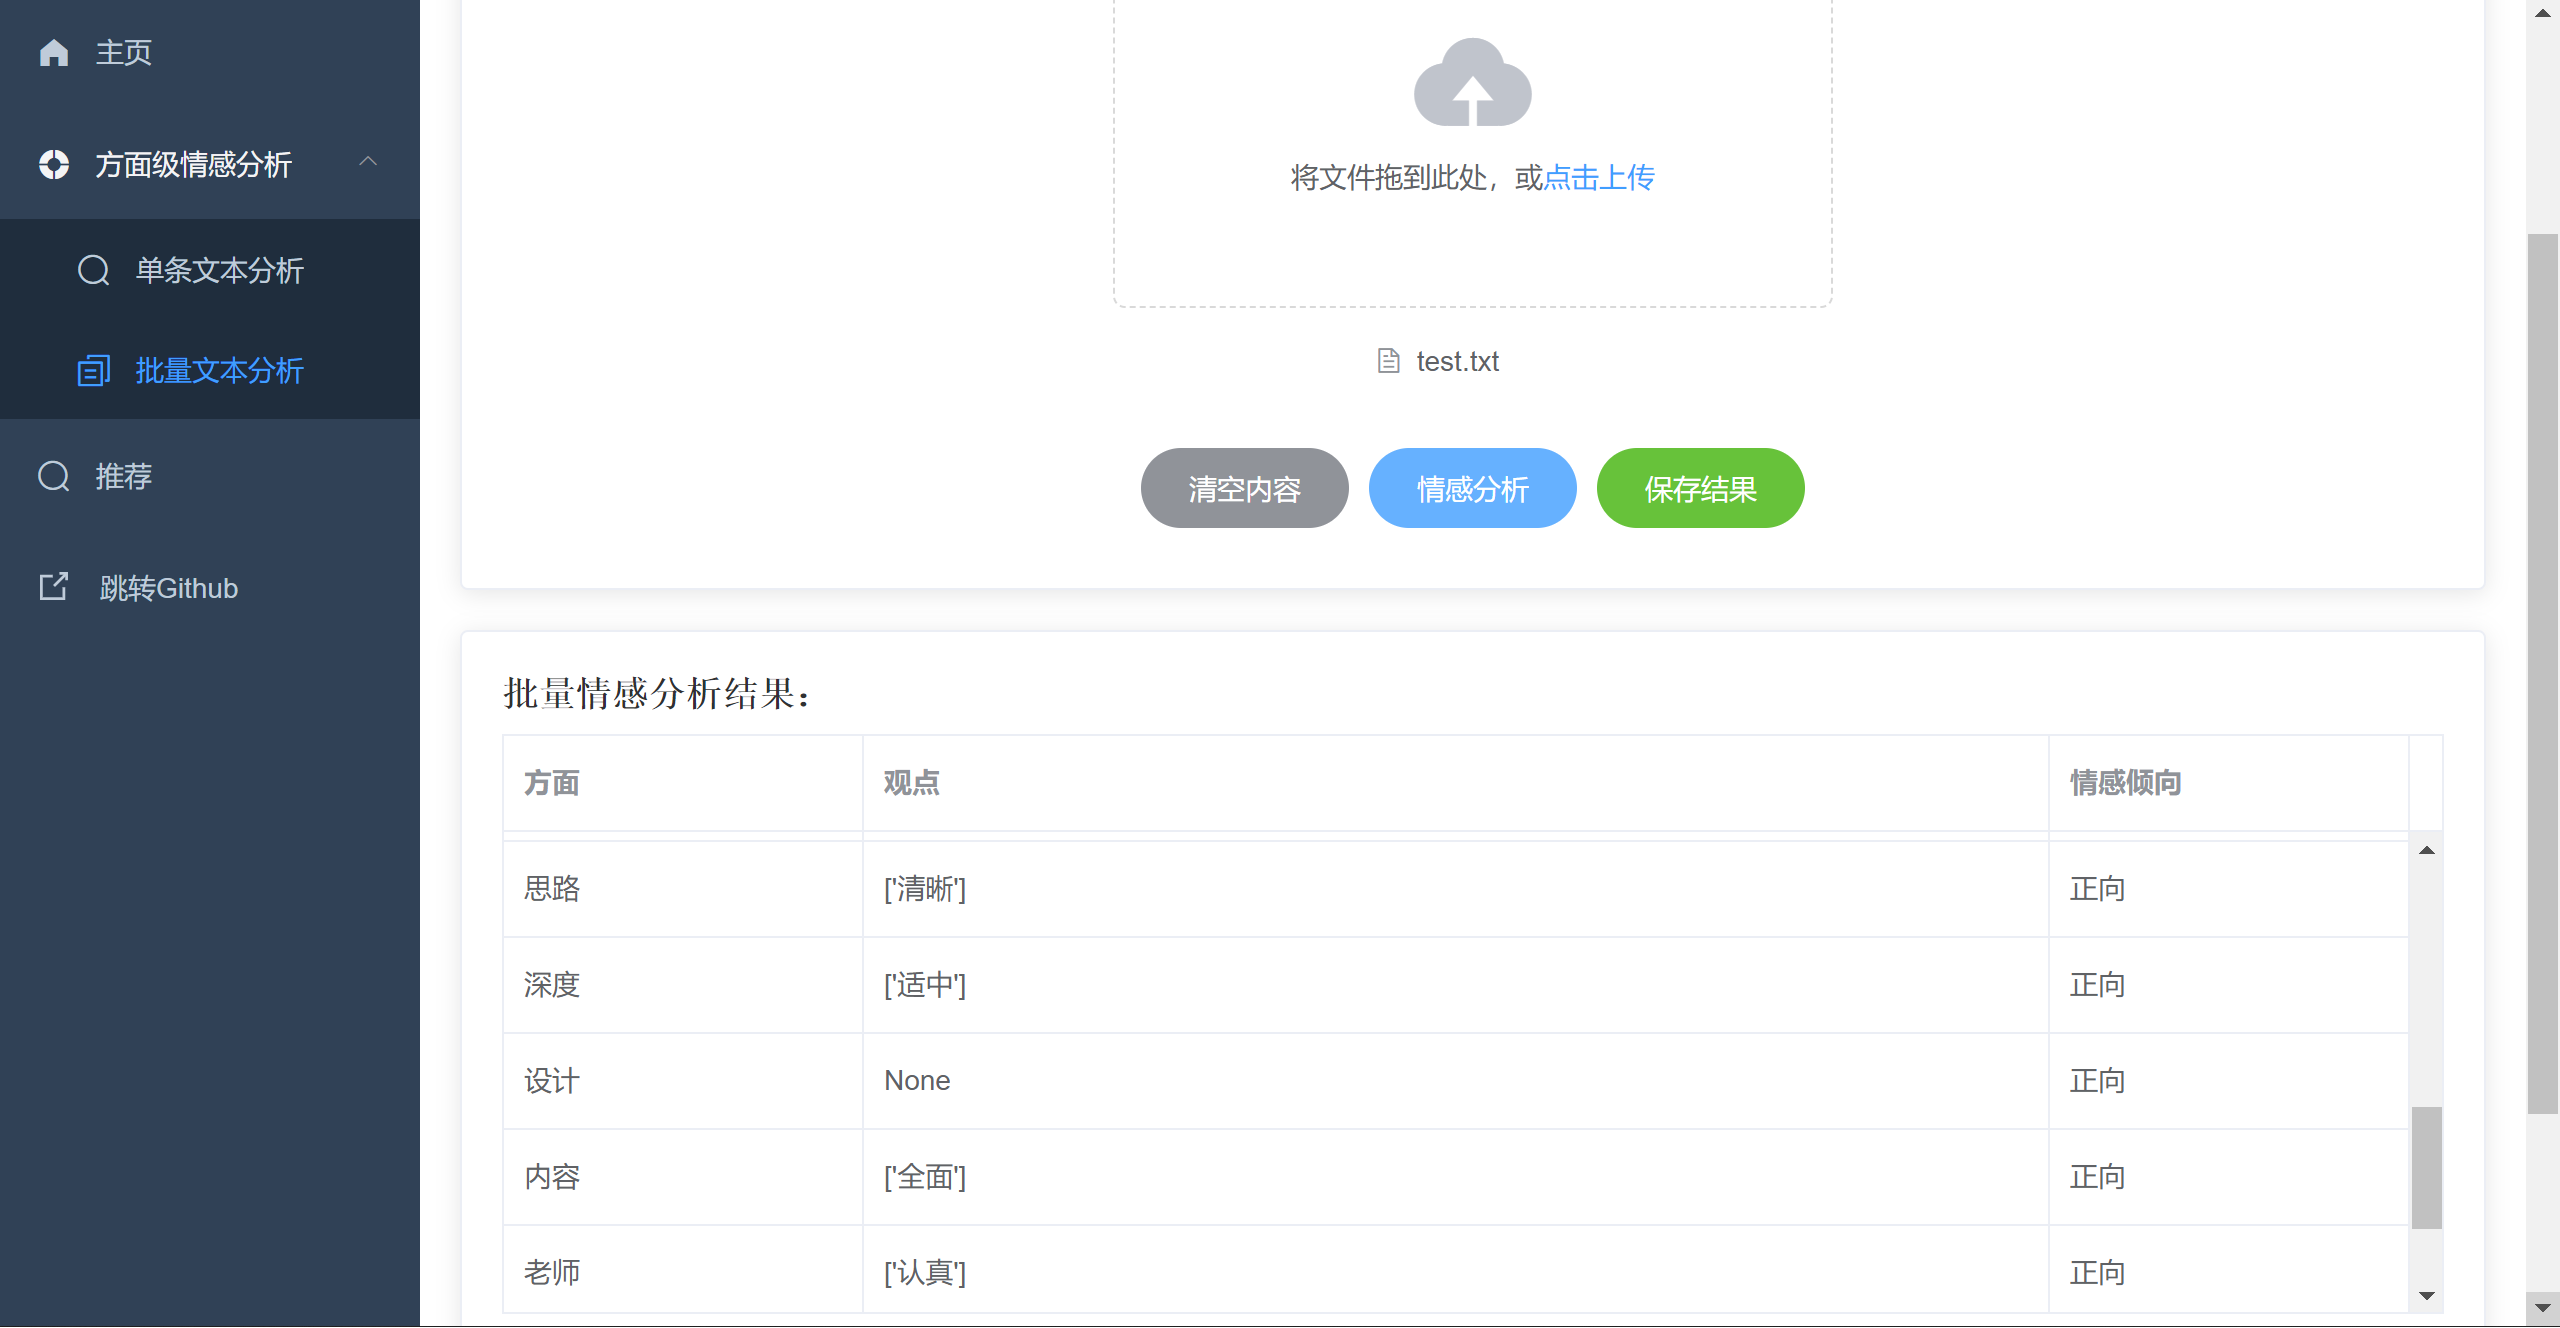 主页
方面级情感分析
单条文本分析
批量文本分析
推荐
跳转Github
将文件拖到此处，或点击上传
test.txt
清空内容 情感分析 保存结果
批量情感分析结果：
方面 观点 情感倾向
思路 ['清晰'] 正向
深度 ['适中'] 正向
设计 None 正向
内容 ['全面'] 正向
老师 ['认真'] 正向